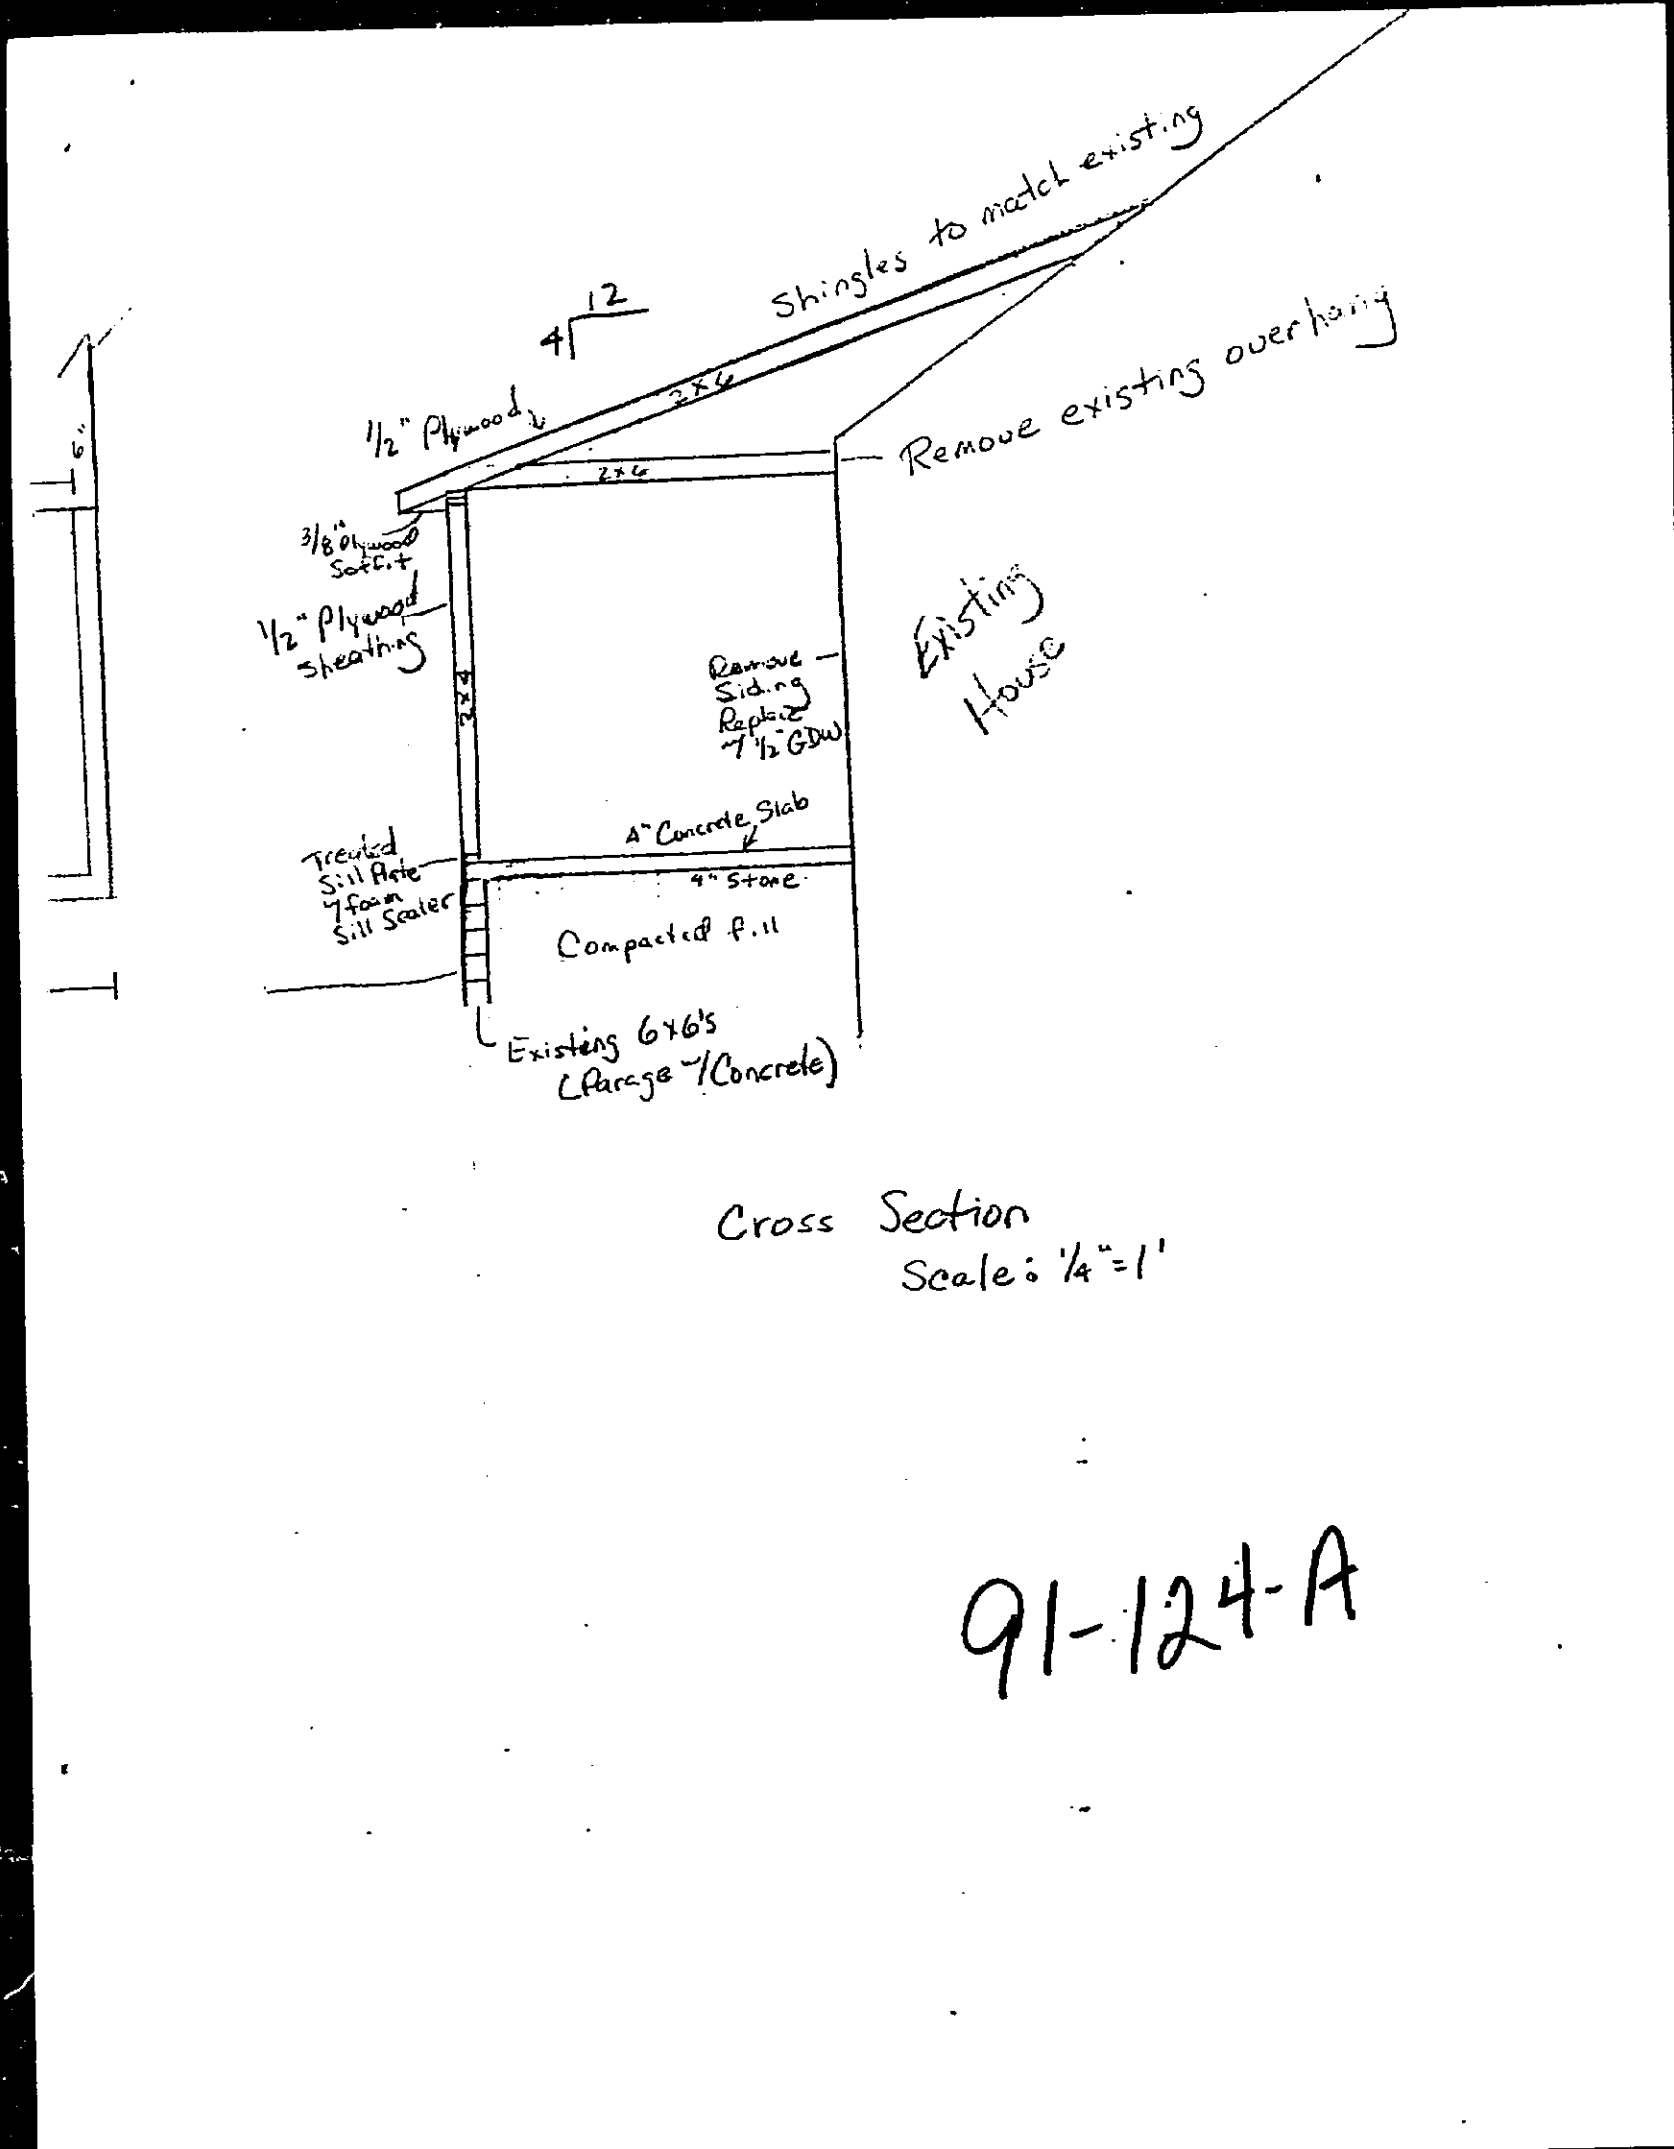 Shingles to match existing
12
4
1/2" Plywood
2x6
Remove existing overhang
2x6
6"
3/8" Plywood
Soffit
1/2" Plywood
Sheathing
2x4
Existing
House
Remove
Siding
Replace
w/ 1/2" GDW
4" Concrete Slab
4" Stone
Treated
Sill Plate
w/ foam
Sill Sealer
Compacted fill
Existing 6x6's
(Parage w/ Concrete)
Cross Section
Scale: 1/4" = 1'
91-124-A